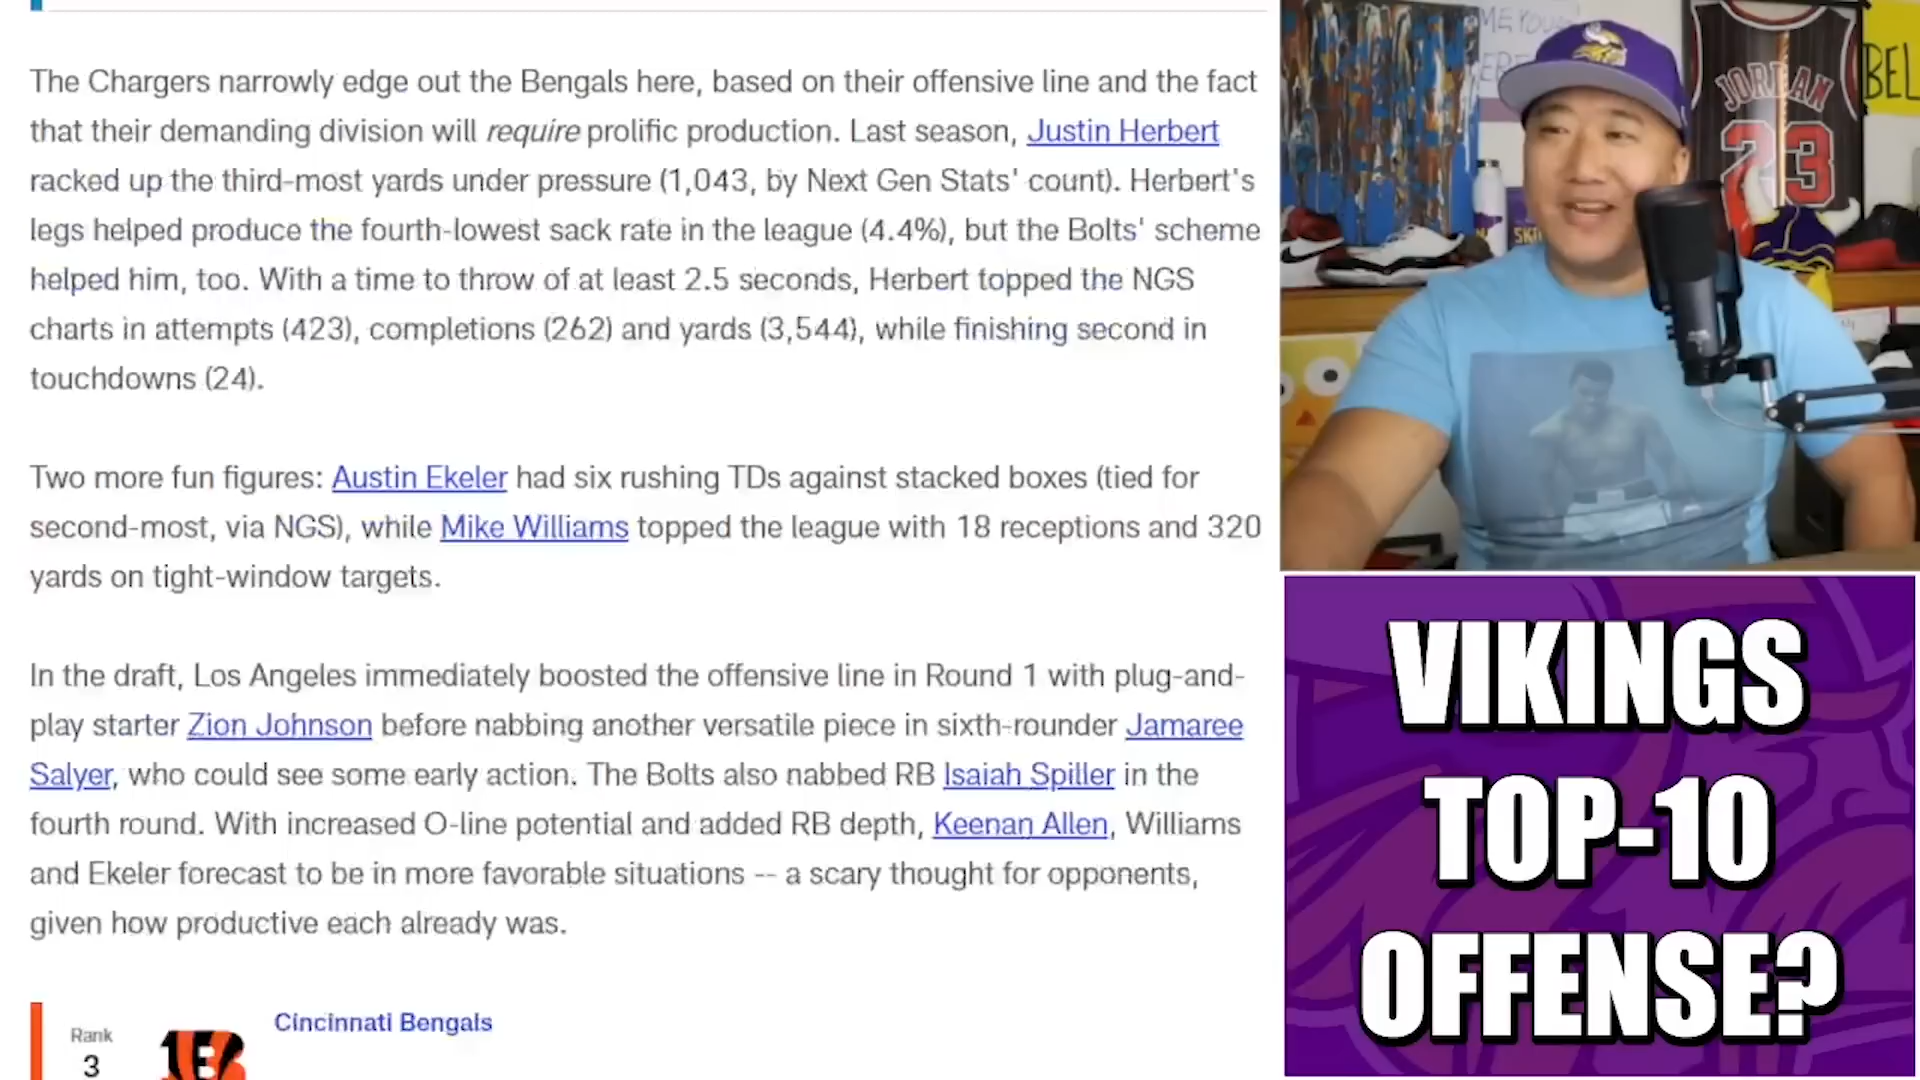 The Chargers narrowly edge out the Bengals here, based on their offensive line and the fact
that their demanding division will require prolific production. Last season, Justin Herbert
racked up the third-most yards under pressure (1,043, by Next Gen Stats' count). Herbert's
legs helped produce the fourth-lowest sack rate in the league (4.4%), but the Bolts' scheme
helped him, too. With a time to throw of at least 2.5 seconds, Herbert topped the NGS
charts in attempts (423), completions (262) and yards (3,544), while finishing second in
touchdowns (24).
Two more fun figures: Austin Ekeler had six rushing TDs against stacked boxes (tied for
second-most, via NGS), while Mike Williams topped the league with 18 receptions and 320
yards on tight-window targets.
In the draft, Los Angeles immediately boosted the offensive line in Round 1 with plug-and-
play starter Zion Johnson before nabbing another versatile piece in sixth-rounder Jamaree
Salyer, who could see some early action. The Bolts also nabbed RB Isaiah Spiller in the
fourth round. With increased O-line potential and added RB depth, Keenan Allen, Williams
and Ekeler forecast to be in more favorable situations -- a scary thought for opponents,
given how productive each already was.
Rank
3
Cincinnati Bengals
JORDAN
23
BEL
VIKINGS
TOP-10
OFFENSE?